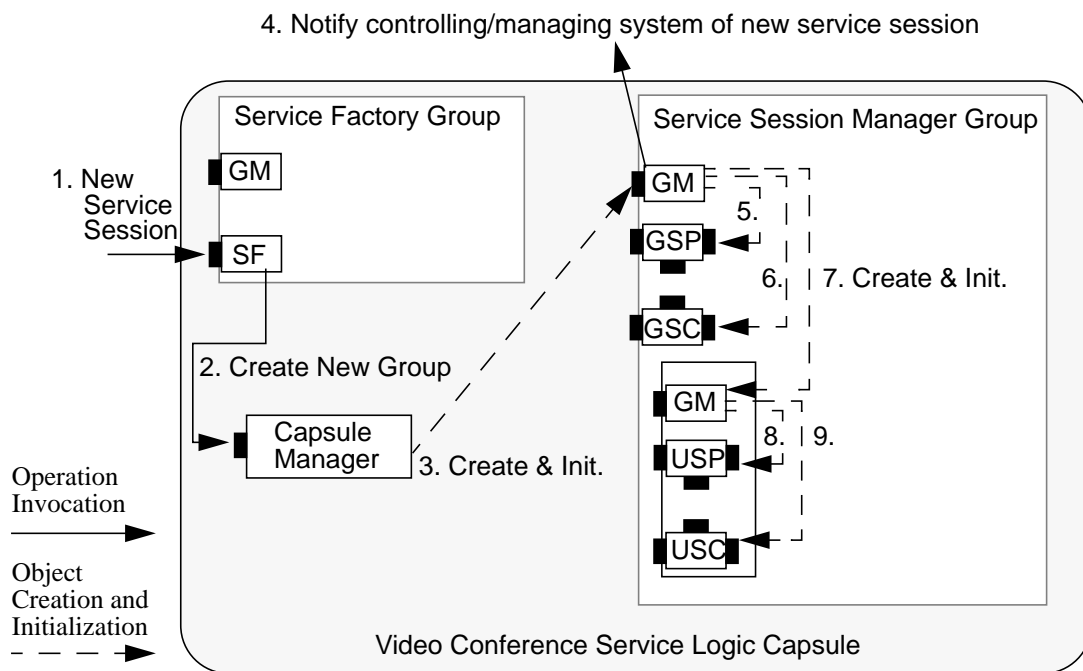 4. Notify controlling/managing system of new service session
Service Factory Group
GM
1. New
Service
Session
SF
2. Create New Group
Capsule
Manager
3. Create & Init.
Service Session Manager Group
GM
5.
GSP
6.
7. Create & Init.
GSC
GM
8.
9.
USP
USC
Operation
Invocation
Object
Creation and
Initialization
Video Conference Service Logic Capsule